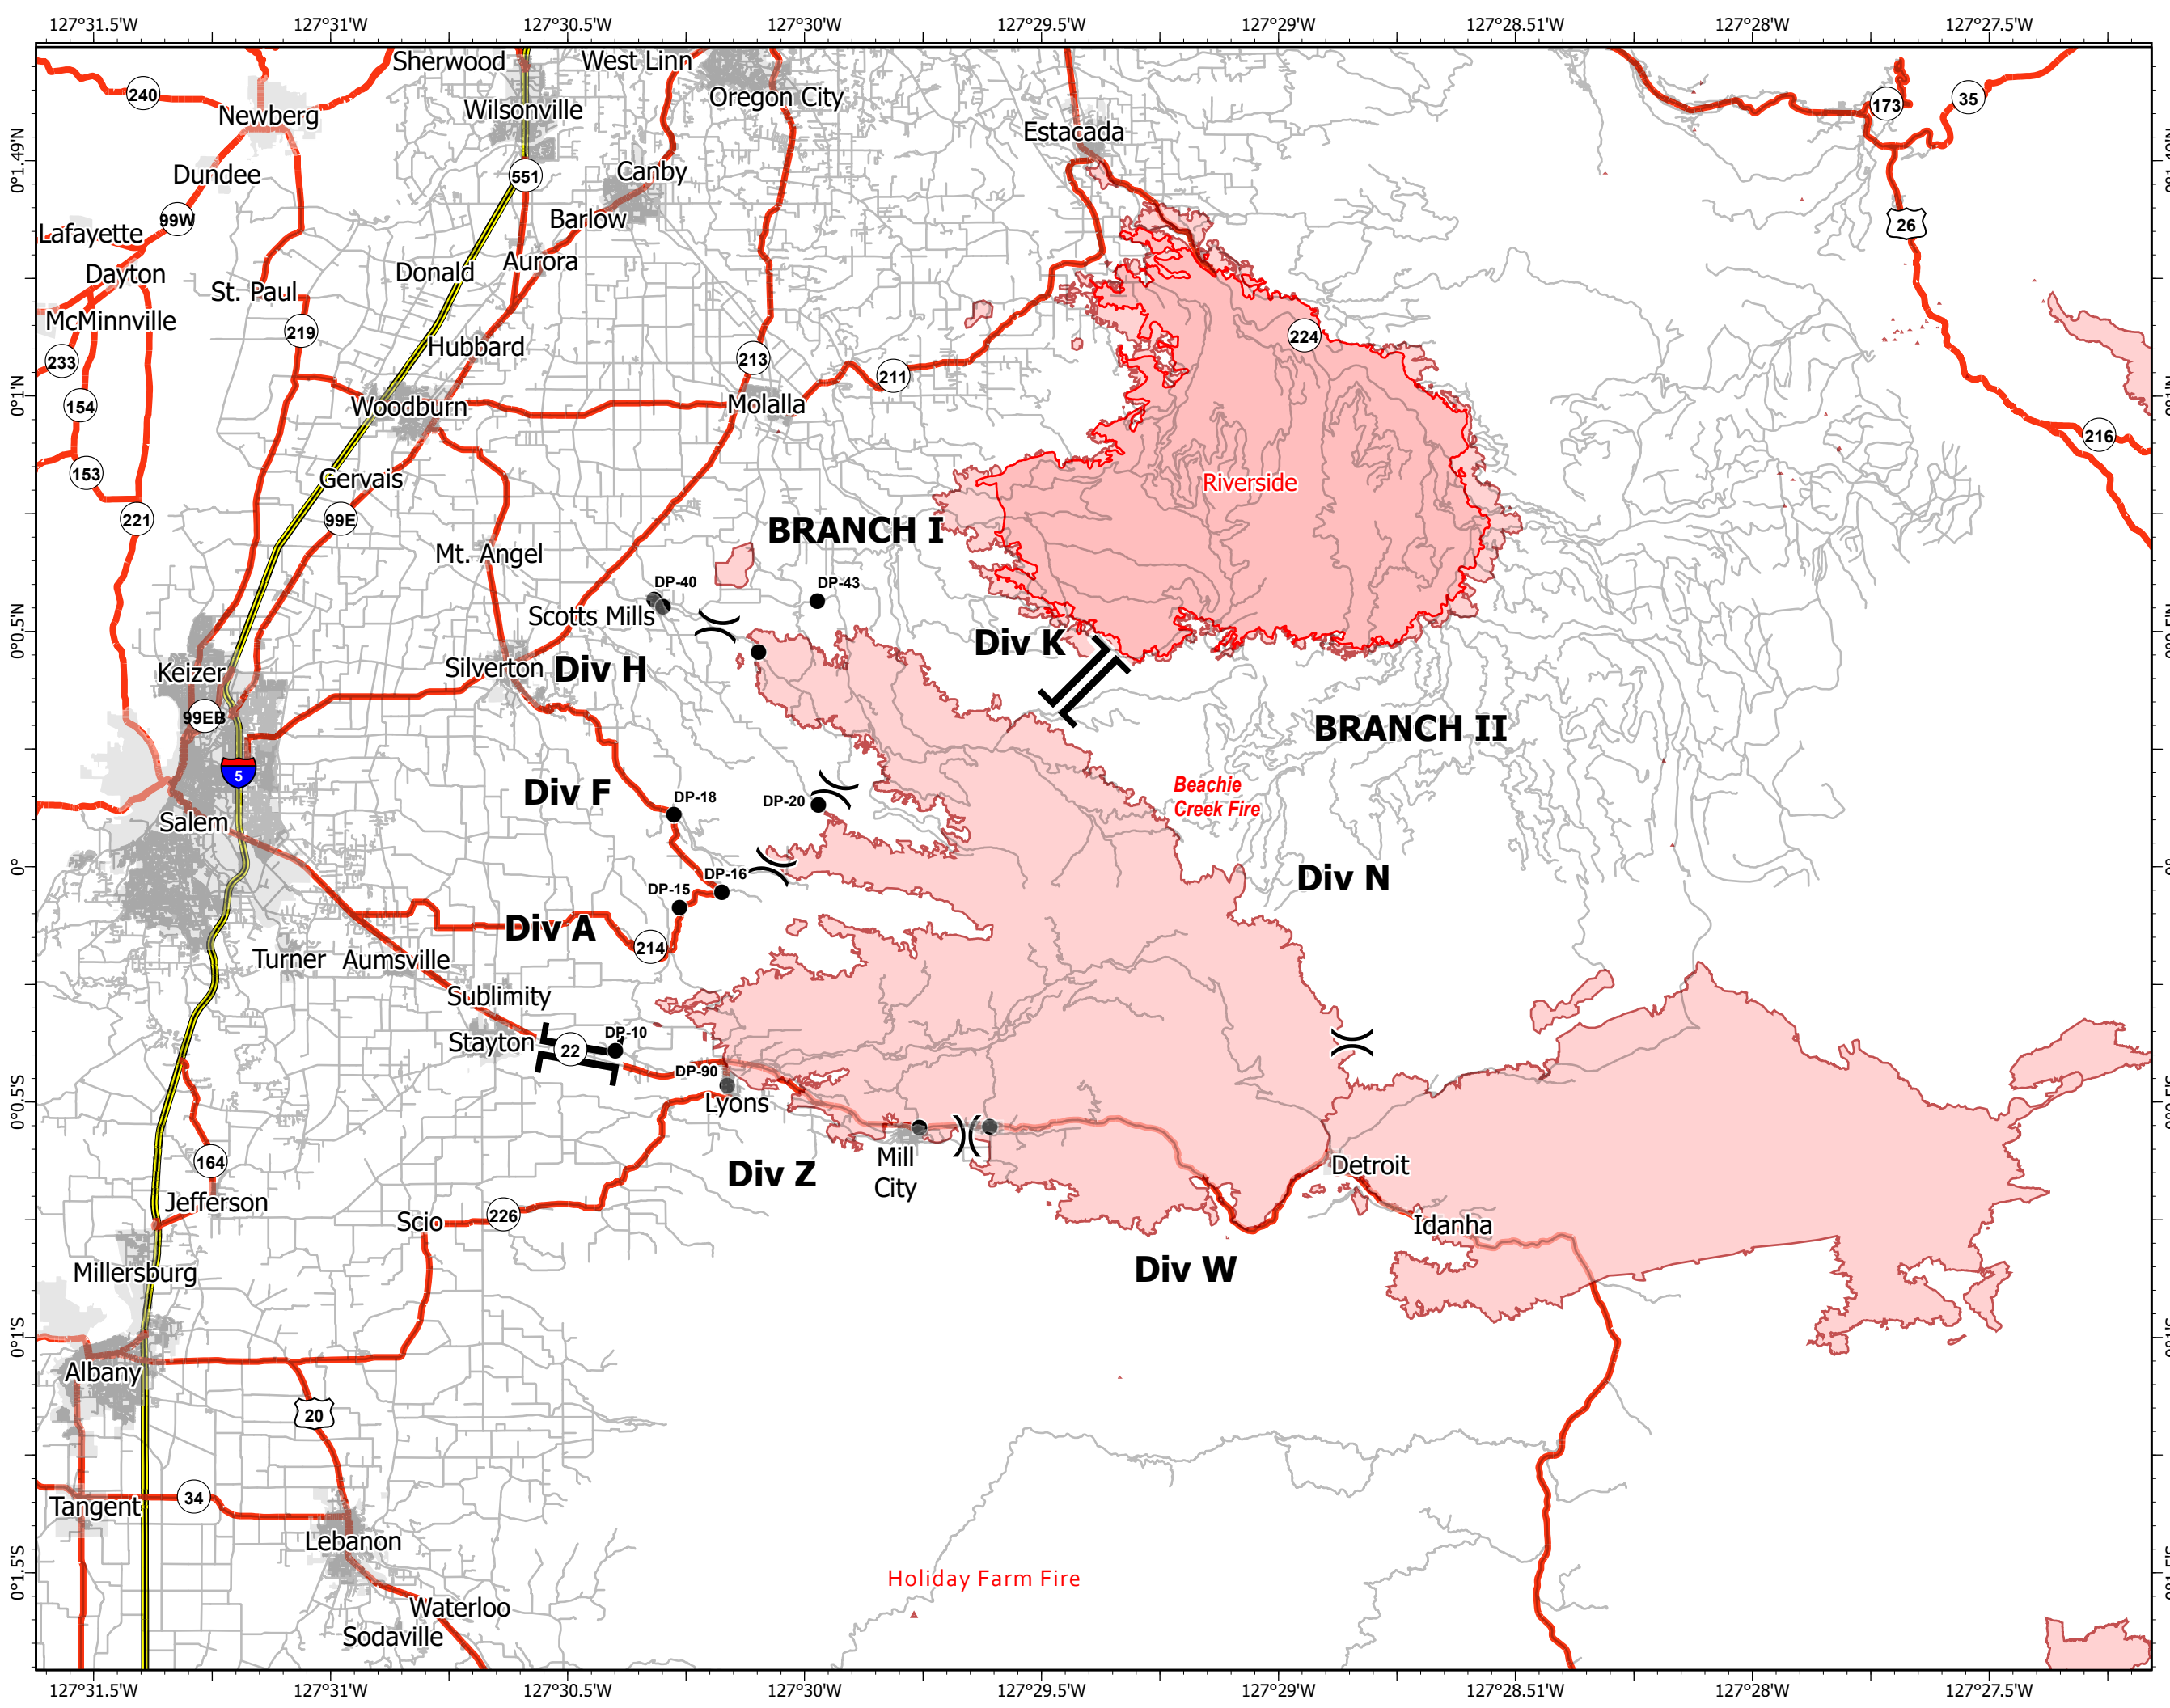 127°31.5'W 127°31'W 127°30.5'W 127°30'W 127°29.5'W 127°29'W 127°28.51'W 127°28'W 127°27.5'W
Sherwood
West Linn
240
Newberg
Wilsonville
Oregon City
173
35
Estacada
0°1.49'N
Dundee
551
Canby
99W
Barlow
26
Lafayette
Dayton
Donald
Aurora
St. Paul
McMinnville
219
224
233
Hubbard
213
211
0°1'N
154
Woodburn
Molalla
216
153
Gervais
Riverside
221
99E
BRANCH I
Mt. Angel
DP-40
DP-43
Scotts Mills
0°0.5'N
Div K
Keizer
Silverton
Div H
99EB
BRANCH II
5
Beachie
Creek Fire
Div F
DP-18
DP-20
Salem
0°
DP-16
Div N
DP-15
Div A
214
Turner
Aumsville
Sublimity
Stayton
22
DP-10
DP-90
Lyons
0°0.5'S
164
Div Z
Mill
City
Detroit
Jefferson
Scio
226
Idanha
Millersburg
Div W
0°1'S
Albany
20
Tangent
34
Lebanon
0°1.5'S
Holiday Farm Fire
Waterloo
Sodaville
127°31.5'W 127°31'W 127°30.5'W 127°30'W 127°29.5'W 127°29'W 127°28.51'W 127°28'W 127°27.5'W